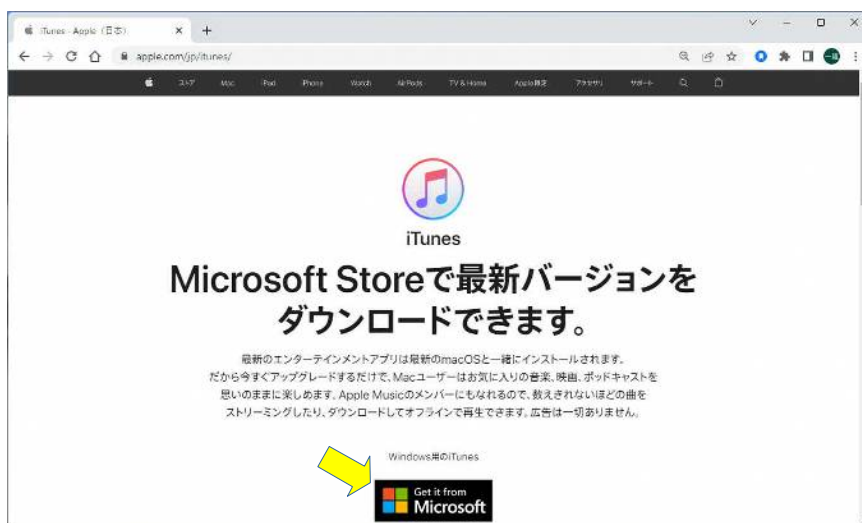 iTunes - Apple (日本)
apple.com/jp/itunes/
ストア Mac iPad iPhone Watch AirPods TV & Home Apple限定 アクセサリ サポート
iTunes
Microsoft Storeで最新バージョンを
ダウンロードできます。
最新のエンターテインメントアプリは最新のmacOSと一緒にインストールされます。
だから今すぐアップグレードするだけで、Macユーザーはお気に入りの音楽、映画、ポッドキャストを
思いのままに楽しめます。Apple Musicのメンバーにもなれるので、数えきれないほどの曲を
ストリーミングしたり、ダウンロードしてオフラインで再生できます。広告は一切ありません。
Windows用のiTunes
Get it from
Microsoft